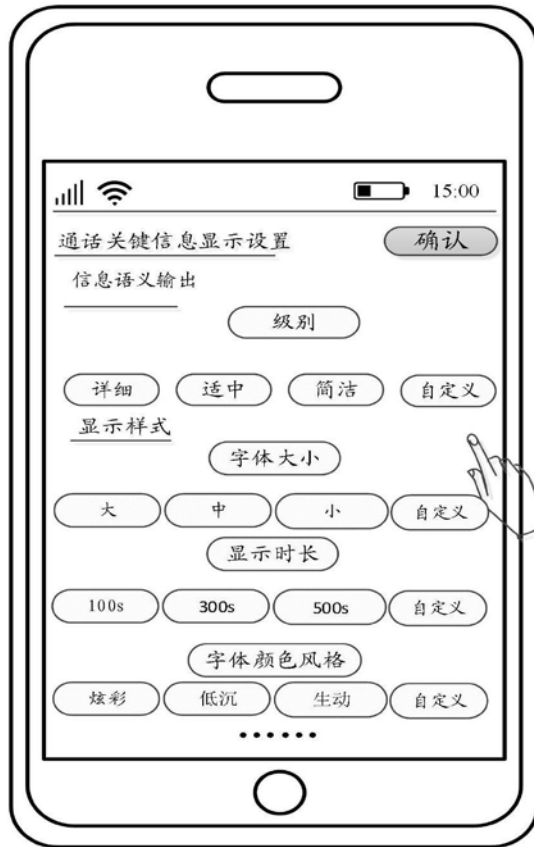 15:00
通话关键信息显示设置 确认
信息语义输出
级别
详细 适中 简洁 自定义
显示样式
字体大小
大 中 小 自定义
显示时长
100s 300s 500s 自定义
字体颜色风格
炫彩 低沉 生动 自定义
······